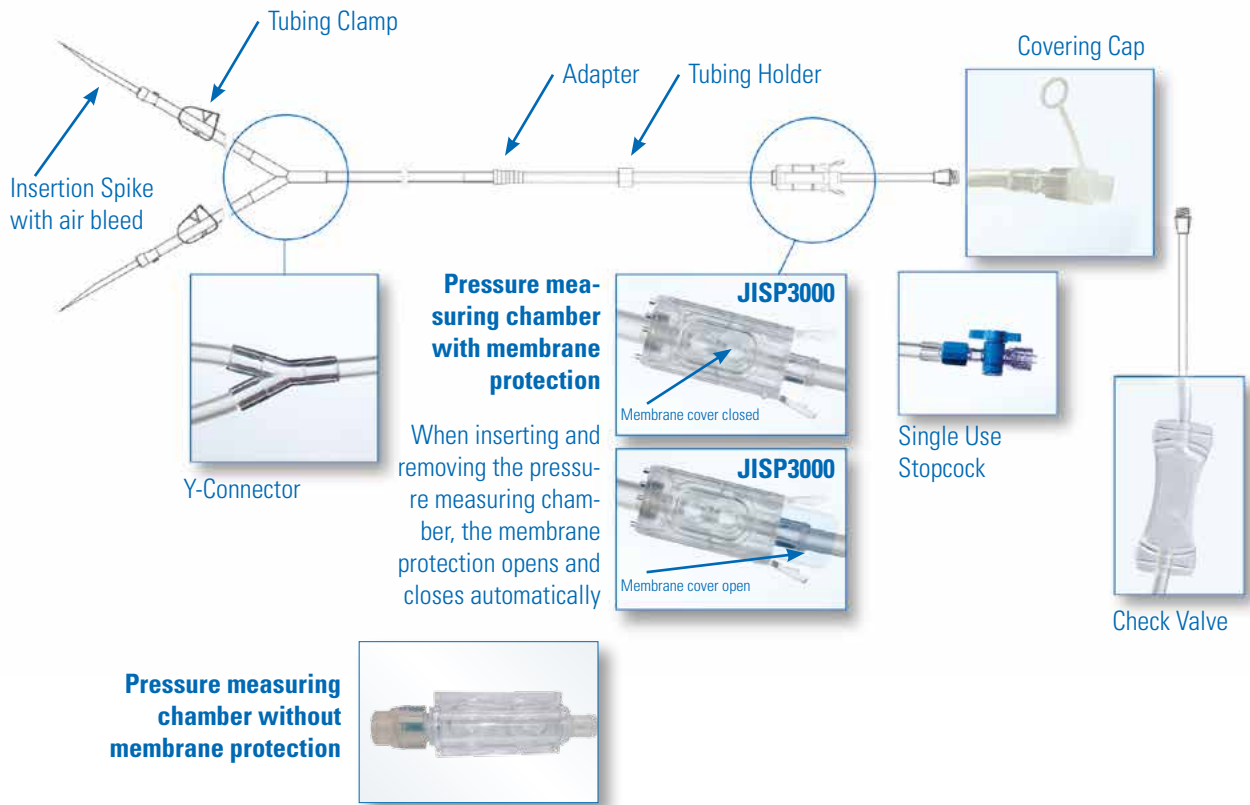 Tubing Clamp
Covering Cap
Adapter
Tubing Holder
Insertion Spike
with air bleed
Pressure mea-
suring chamber
with membrane
protection
JISP3000
Membrane cover closed
When inserting and
removing the pressu-
re measuring cham-
ber, the membrane
protection opens and
closes automatically
JISP3000
Membrane cover open
Y-Connector
Single Use
Stopcock
Check Valve
Pressure measuring
chamber without
membrane protection